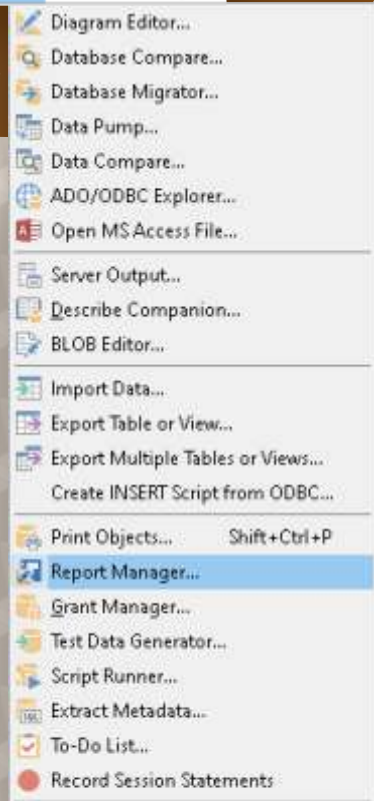 Diagram Editor...
Database Compare...
Database Migrator...
Data Pump...
Data Compare...
ADO/ODBC Explorer...
Open MS Access File...
Server Output...
Describe Companion...
BLOB Editor...
Import Data...
Export Table or View...
Export Multiple Tables or Views...
Create INSERT Script from ODBC...
Print Objects... Shift+Ctrl+P
Report Manager...
Grant Manager...
Test Data Generator...
Script Runner...
Extract Metadata...
To-Do List...
Record Session Statements